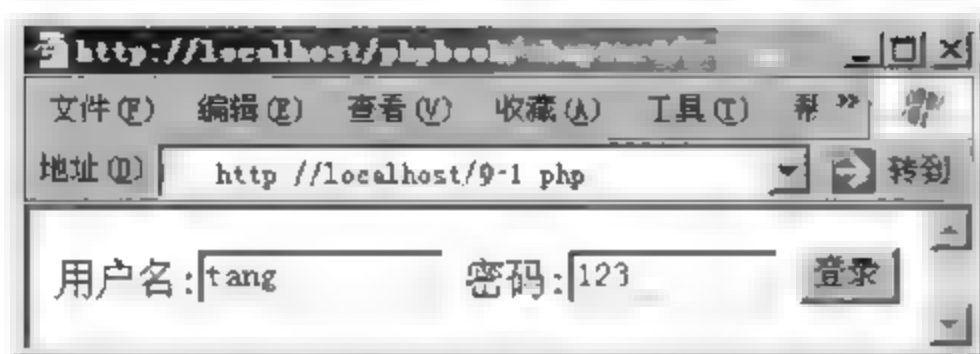 http://localhost/phpbook
文件(F) 编辑(E) 查看(V) 收藏(A) 工具(T) 帮 »
地址(D) http //localhost/9-1 php 转到
用户名:tang 密码:123 登录